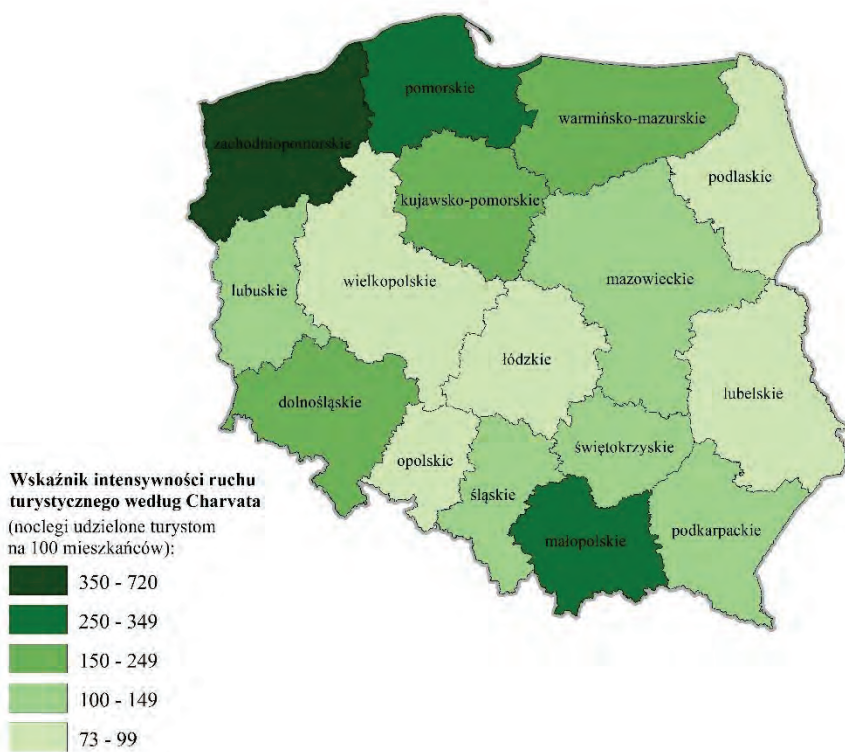 pomorskie
warmińsko-mazurskie
zachodniopomorskie
podlaskie
kujawsko-pomorskie
mazowieckie
wielkopolskie
lubuskie
łódzkie
lubelskie
dolnośląskie
świętokrzyskie
opolskie
śląskie
podkarpackie
małopolskie
Wskaźnik intensywności ruchu
turystycznego według Charvata
(noclegi udzielone turystom
na 100 mieszkańców):
350 - 720
250 - 349
150 - 249
100 - 149
73 - 99